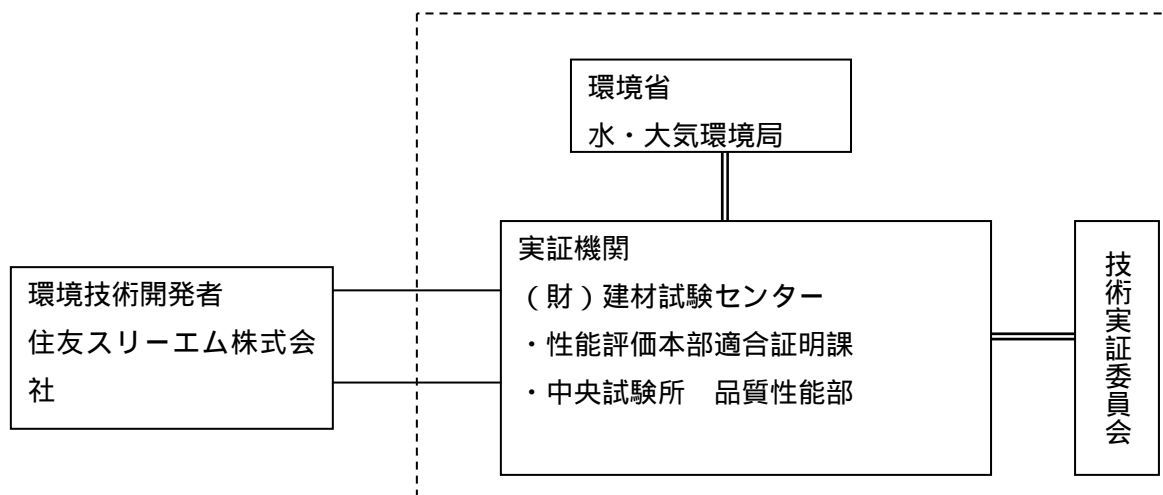 環境省
水・大気環境局
実証機関
（財）建材試験センター
・性能評価本部適合証明課
・中央試験所　品質性能部
環境技術開発者
住友スリーエム株式会
社
技術実証委員会